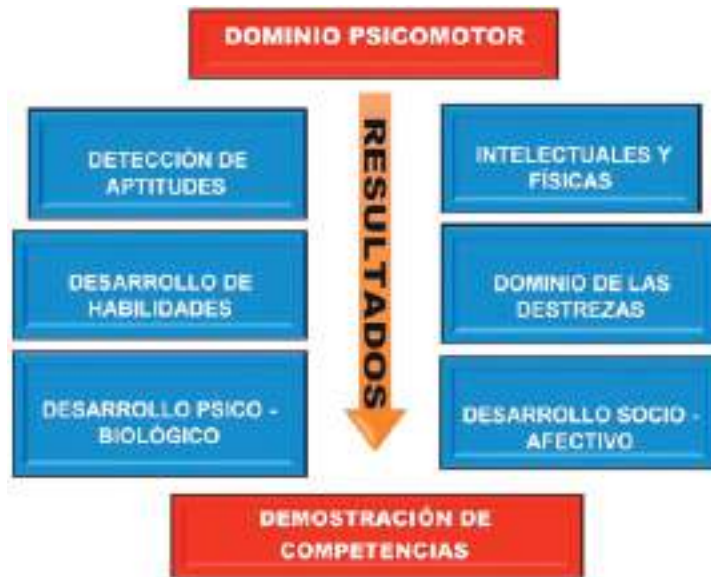 DOMINIO PSICOMOTOR
DETECCIÓN DE
APTITUDES
INTELECTUALES Y
FÍSICAS
RESULTADOS
DESARROLLO DE
HABILIDADES
DOMINIO DE LAS
DESTREZAS
DESARROLLO PSICO -
BIOLÓGICO
DESARROLLO SOCIO -
AFECTIVO
DEMOSTRACIÓN DE
COMPETENCIAS